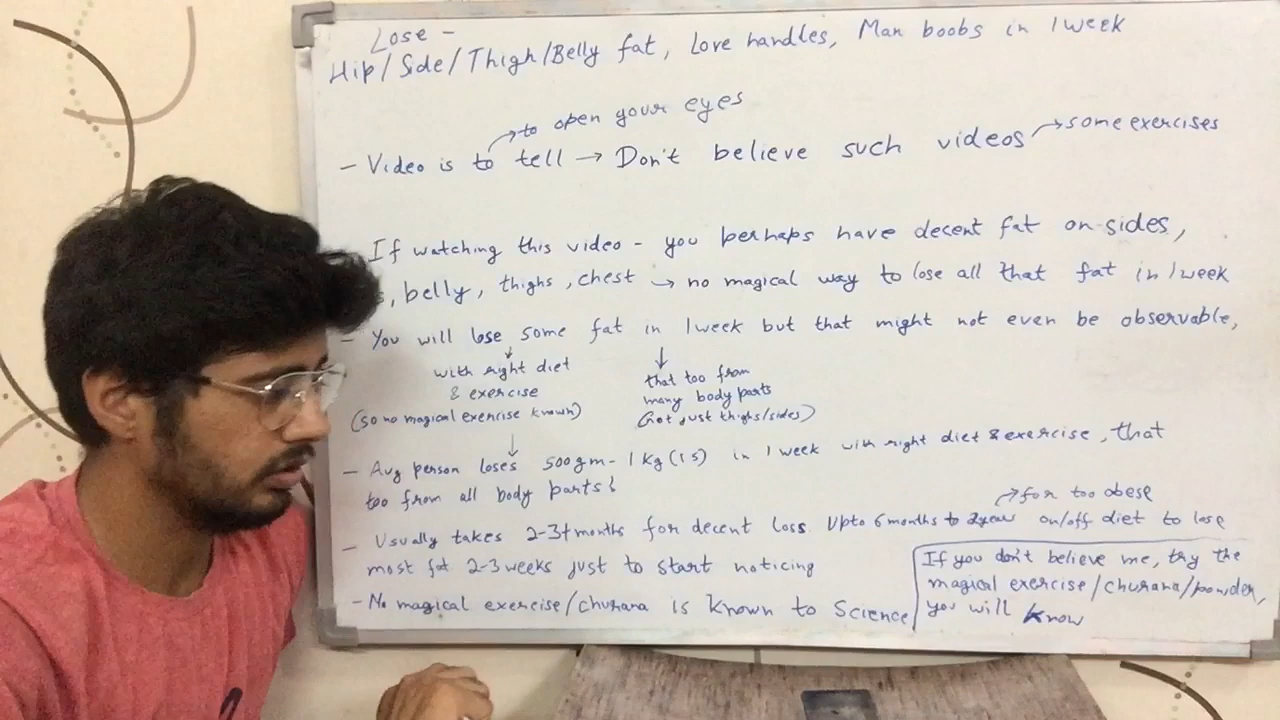 Lose -
Hip/Side/Thigh/Belly fat, Love handles, Man boobs in 1 week
→ to open your eyes
- Video is to tell → Don't believe such videos → some exercises
If watching this video - you perhaps have decent fat on sides,
, belly, thighs, chest → no magical way to lose all that fat in 1 week
- You will lose some fat in 1 week but that might not even be observable,
↓ with right diet
& exercise
(so no magical exercise known)
↓ that too from
many body parts
(not just thighs/sides)
- Avg person loses 500gm - 1 Kg (1 s) in 1 week with right diet & exercise, that
too from all body parts!
- Usually takes 2-3+ months for decent loss Upto 6 months to 2 year on/off diet to lose
→ for too obese
most fat 2-3 weeks just to start noticing
- No magical exercise/churana is known to Science
If you don't believe me, try the
magical exercise/churana/powder,
you will know